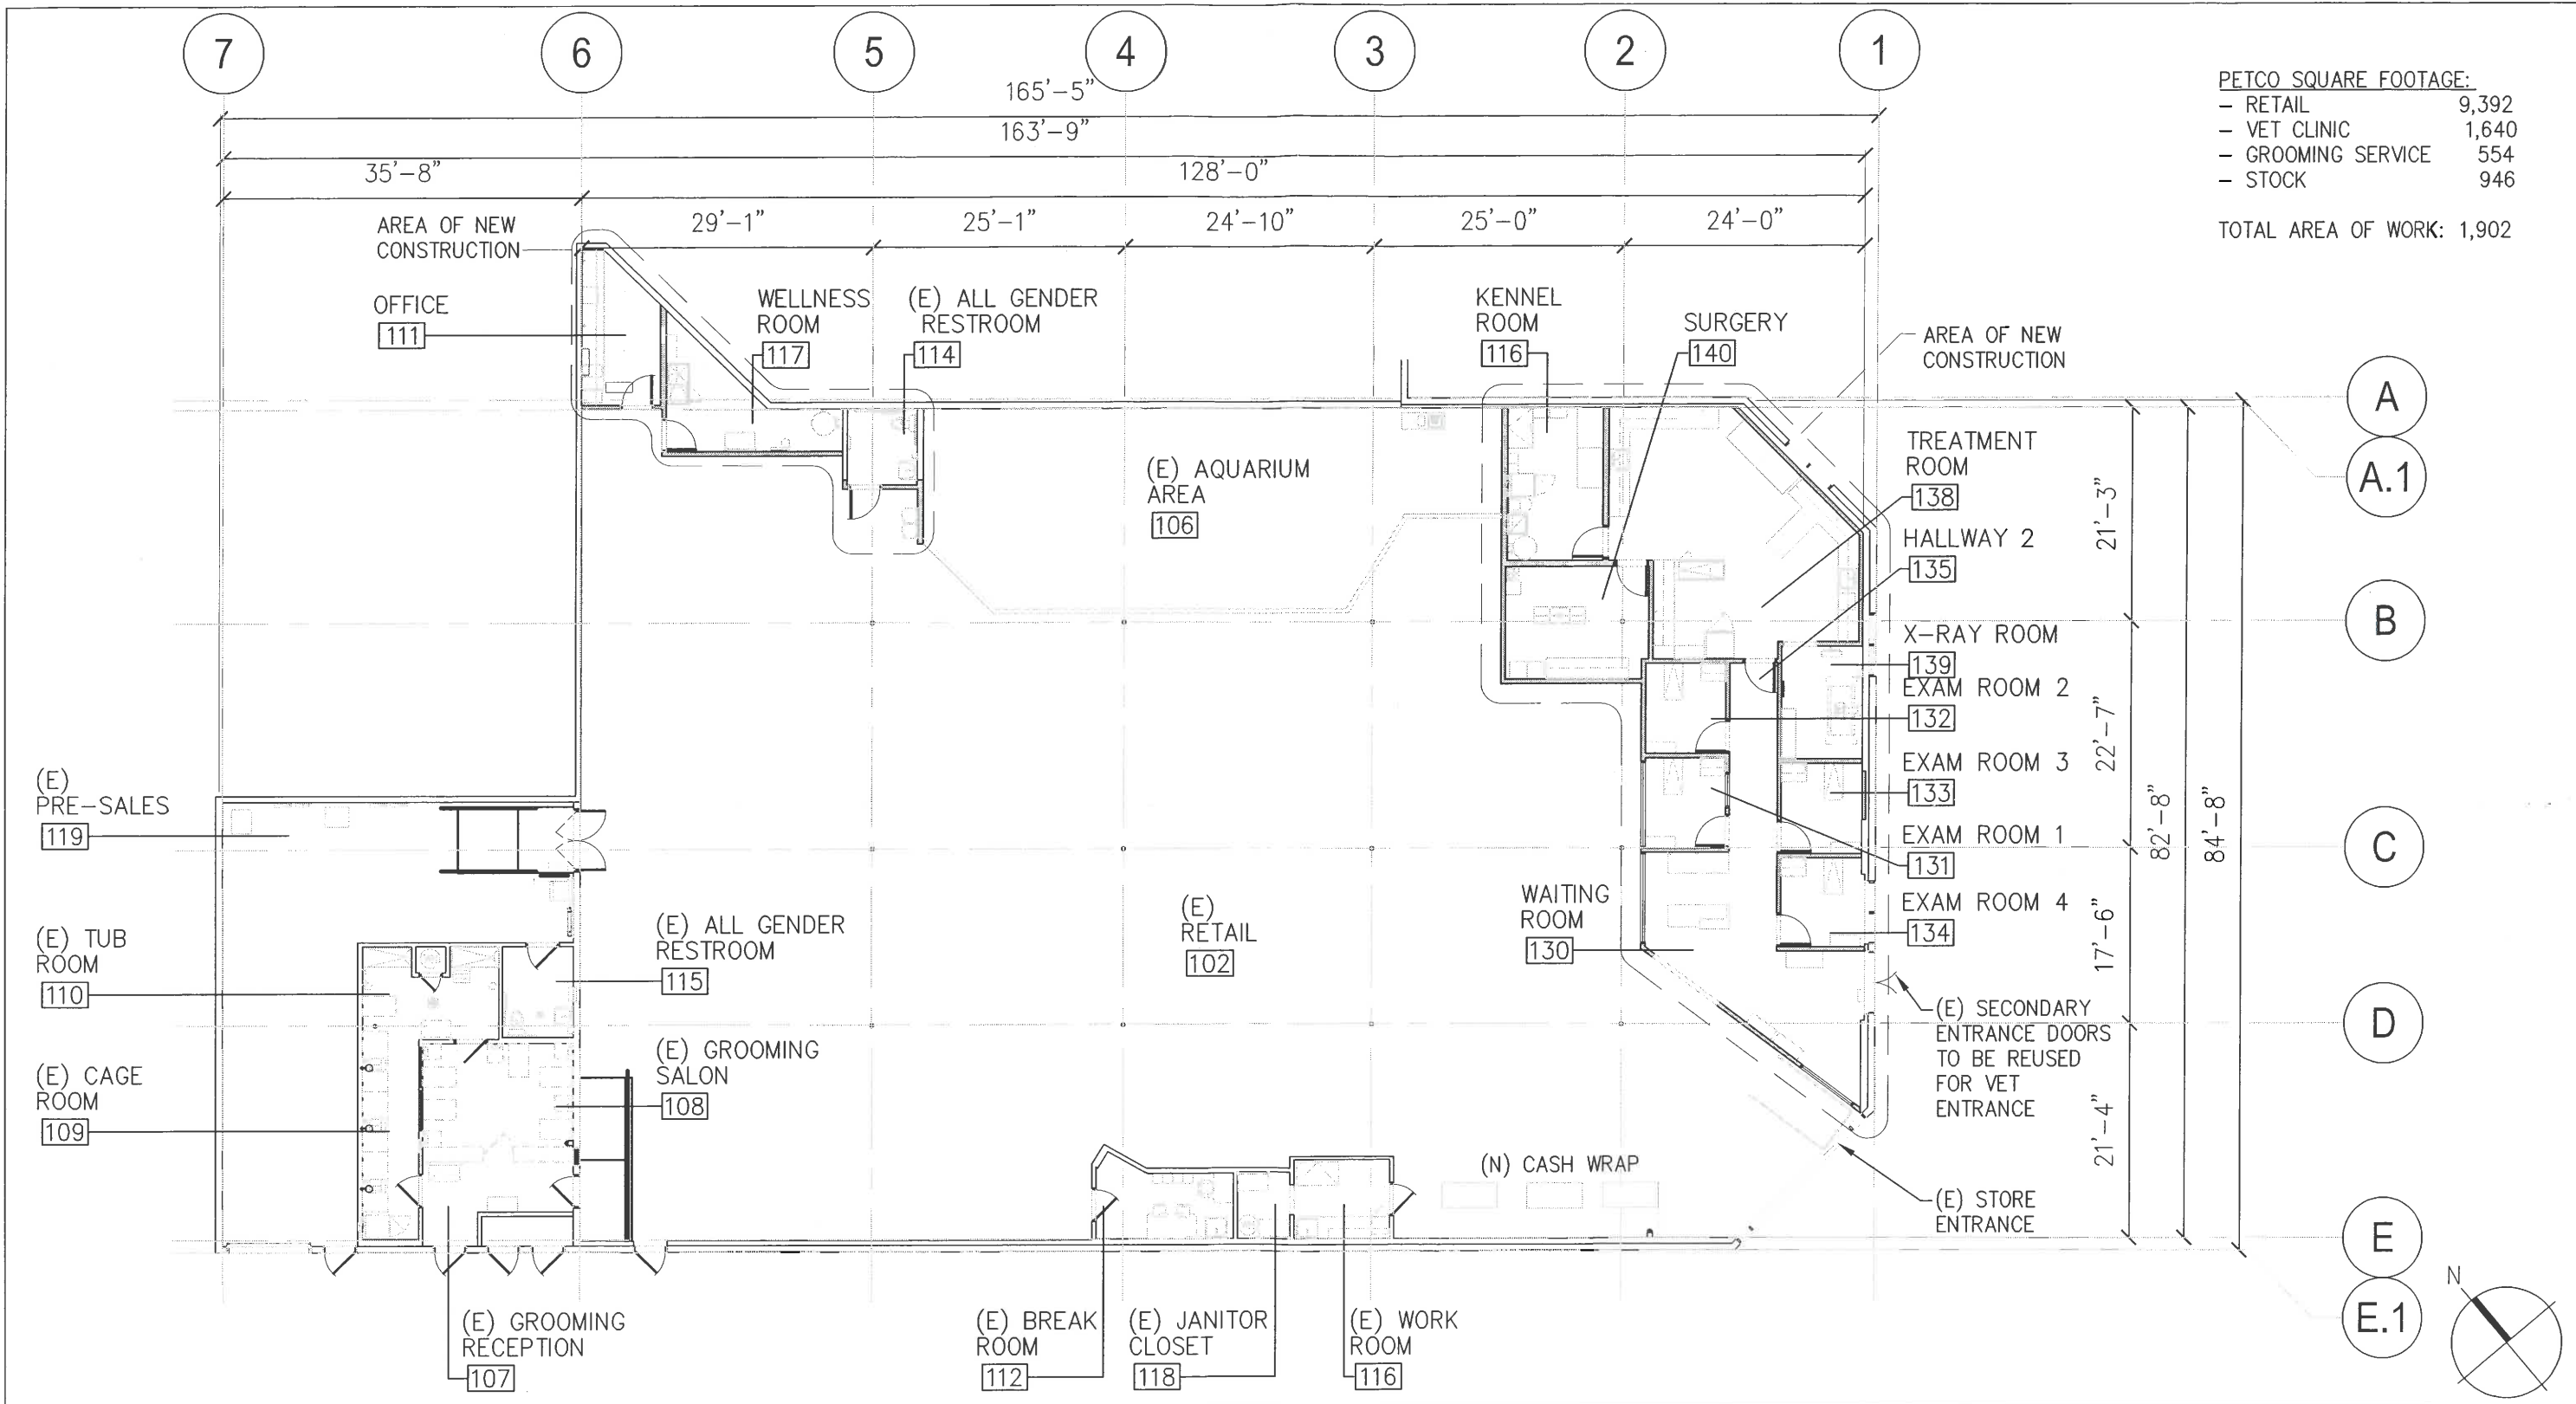 7
6
5
4
3
2
1
165'-5"
163'-9"
35'-8"
128'-0"
29'-1"
25'-1"
24'-10"
25'-0"
24'-0"
PETCO SQUARE FOOTAGE:
- RETAIL 9,392
- VET CLINIC 1,640
- GROOMING SERVICE 554
- STOCK 946
TOTAL AREA OF WORK: 1,902
AREA OF NEW
CONSTRUCTION
OFFICE
111
WELLNESS
ROOM
117
(E) ALL GENDER
RESTROOM
114
KENNEL
ROOM
116
SURGERY
140
AREA OF NEW
CONSTRUCTION
A
A.1
B
C
D
E
E.1
(E) AQUARIUM
AREA
106
TREATMENT
ROOM
138
HALLWAY 2
135
X-RAY ROOM
139
EXAM ROOM 2
132
EXAM ROOM 3
133
EXAM ROOM 1
131
EXAM ROOM 4
134
21'-3"
22'-7"
17'-6"
21'-4"
82'-8"
84'-8"
(E)
PRE-SALES
119
(E) TUB
ROOM
110
(E) CAGE
ROOM
109
(E) ALL GENDER
RESTROOM
115
(E) GROOMING
SALON
108
(E)
RETAIL
102
WAITING
ROOM
130
(E) SECONDARY
ENTRANCE DOORS
TO BE REUSED
FOR VET
ENTRANCE
(N) CASH WRAP
(E) STORE
ENTRANCE
(E) GROOMING
RECEPTION
107
(E) BREAK
ROOM
112
(E) JANITOR
CLOSET
118
(E) WORK
ROOM
116
N